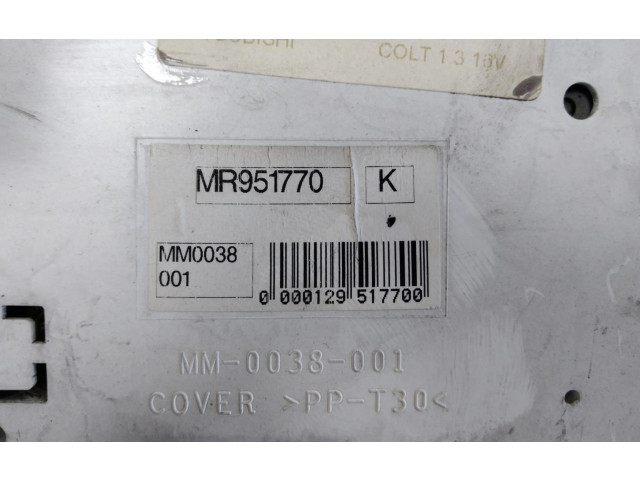 COLT 1.3 16V
MR951770 K
MM0038
001
0 000129 517700
MM-0038-001
COVER >PP-T30<